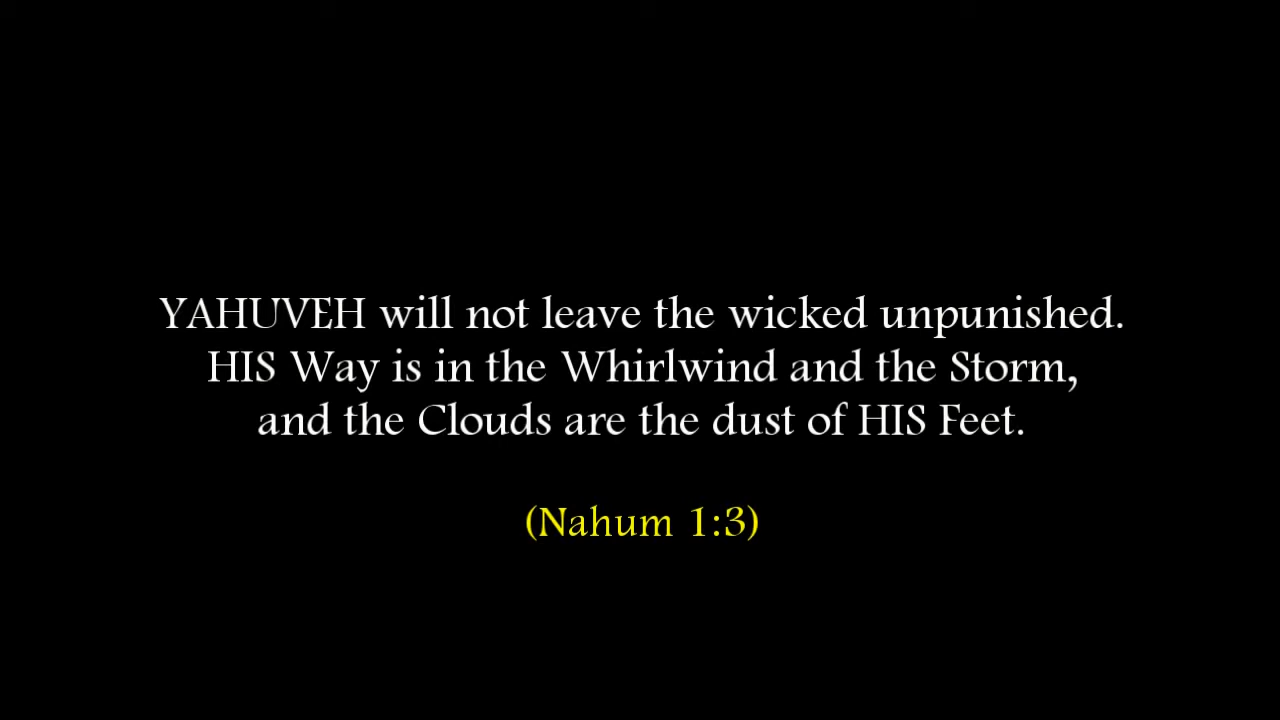 YAHUVEH will not leave the wicked unpunished.
HIS Way is in the Whirlwind and the Storm,
and the Clouds are the dust of HIS Feet.
(Nahum 1:3)